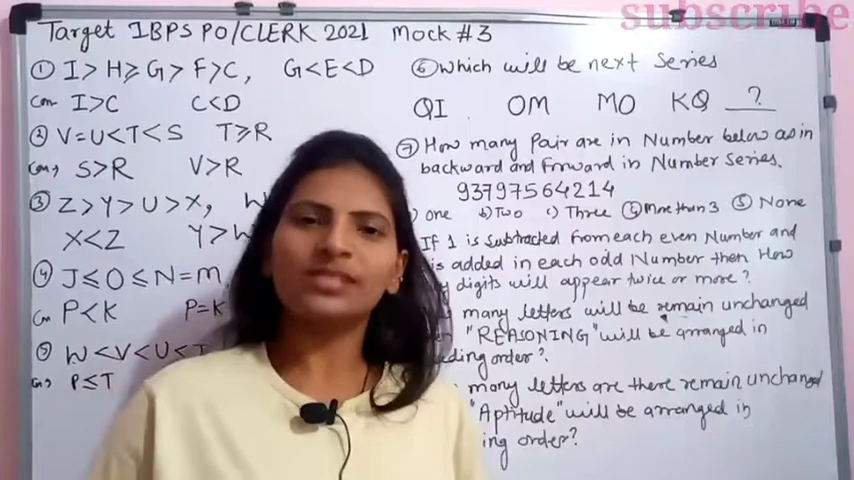 subscribe
Target IBPS PO/CLERK 2021 Mock #3
① I > H ≥ G > F > C, G < E < D
Con I > C C < D
② V = U < T < S T ≥ R
Con, S > R V > R
③ Z > Y > U > X,
X < Z Y >
④ J ≤ O ≤ N = M,
Con P < K P = K
⑤ W < V < U < T
Con, P ≤ T
⑥ Which will be next Series
QI OM MO KQ ?
⑦ How many Pair are in Number below as in
backward and Forward in Number Series.
93797564214
one b) Two c) Three ④ More than 3 ⑤ None
If 1 is Subtracted from each even Number and
is added in each odd Number then How
digits will appear twice or more?
many letters will be remain unchanged
"REASONING" will be arranged in
order?
many letters are there remain unchanged
"Aptitude" will be arranged in
order?